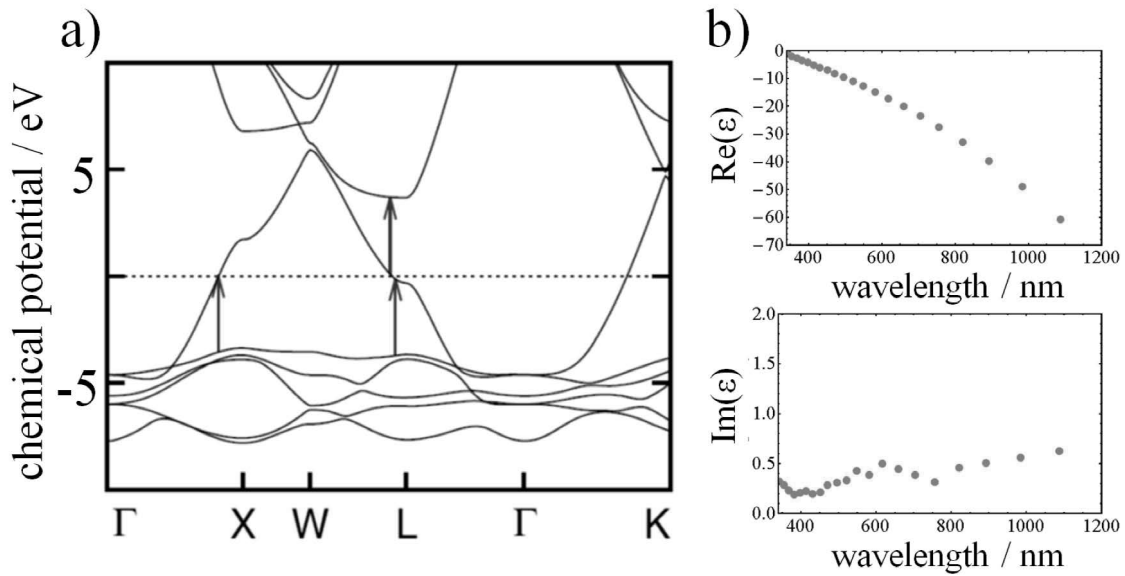 a)
chemical potential / eV
5
-5
Γ X W L Γ K
b)
Re(ε)
0
−10
−20
−30
−40
−50
−60
−70
400 600 800 1000 1200
wavelength / nm
Im(ε)
2.0
1.5
1.0
0.5
0.0
400 600 800 1000 1200
wavelength / nm